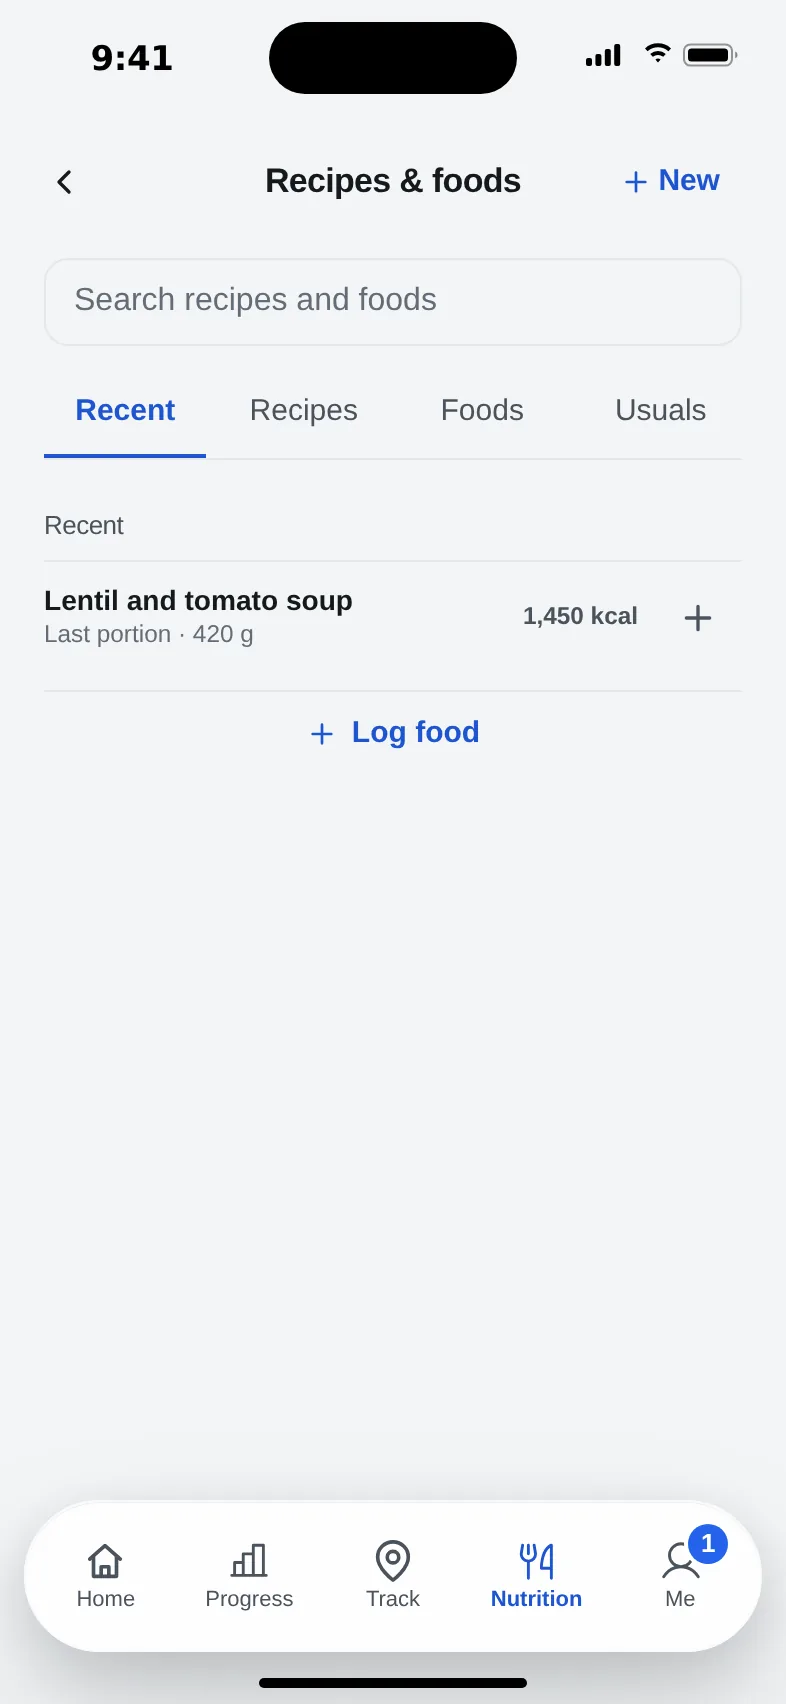 9:41
Recipes & foods
+ New
Search recipes and foods
Recent
Recipes
Foods
Usuals
Recent
Lentil and tomato soup
1,450 kcal
Last portion · 420 g
+ Log food
1
Home
Progress
Track
Nutrition
Me